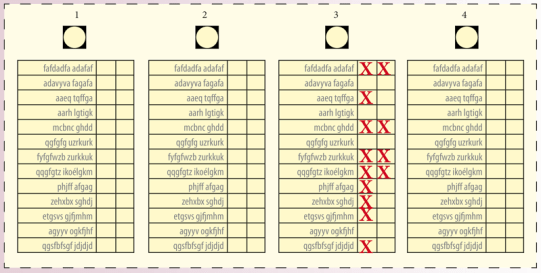 1 2 3 4
fafdadfa adafaf fafdadfa adafaf fafdadfa adafaf X X fafdadfa adafaf
adavyva fagafa adavyva fagafa adavyva fagafa adavyva fagafa
aaeq tqffga aaeq tqffga aaeq tqffga X aaeq tqffga
aarh lgtigk aarh lgtigk aarh lgtigk aarh lgtigk
mcbnc ghdd mcbnc ghdd mcbnc ghdd X X mcbnc ghdd
qgfgfg uzrkurk qgfgfg uzrkurk qgfgfg uzrkurk qgfgfg uzrkurk
fyfgfwzb zurkkuk fyfgfwzb zurkkuk fyfgfwzb zurkkuk X X fyfgfwzb zurkkuk
qqgfgtz ikoélgkm qqgfgtz ikoélgkm qqgfgtz ikoélgkm X X qqgfgtz ikoélgkm
phjff afgag phjff afgag phjff afgag X phjff afgag
zehxbx sghdj zehxbx sghdj zehxbx sghdj X zehxbx sghdj
etgsvs gjfjmhm etgsvs gjfjmhm etgsvs gjfjmhm X etgsvs gjfjmhm
agyyv ogkfjhf agyyv ogkfjhf agyyv ogkfjhf agyyv ogkfjhf
qgsfbfsgf jdjdjd qgsfbfsgf jdjdjd qgsfbfsgf jdjdjd X qgsfbfsgf jdjdjd